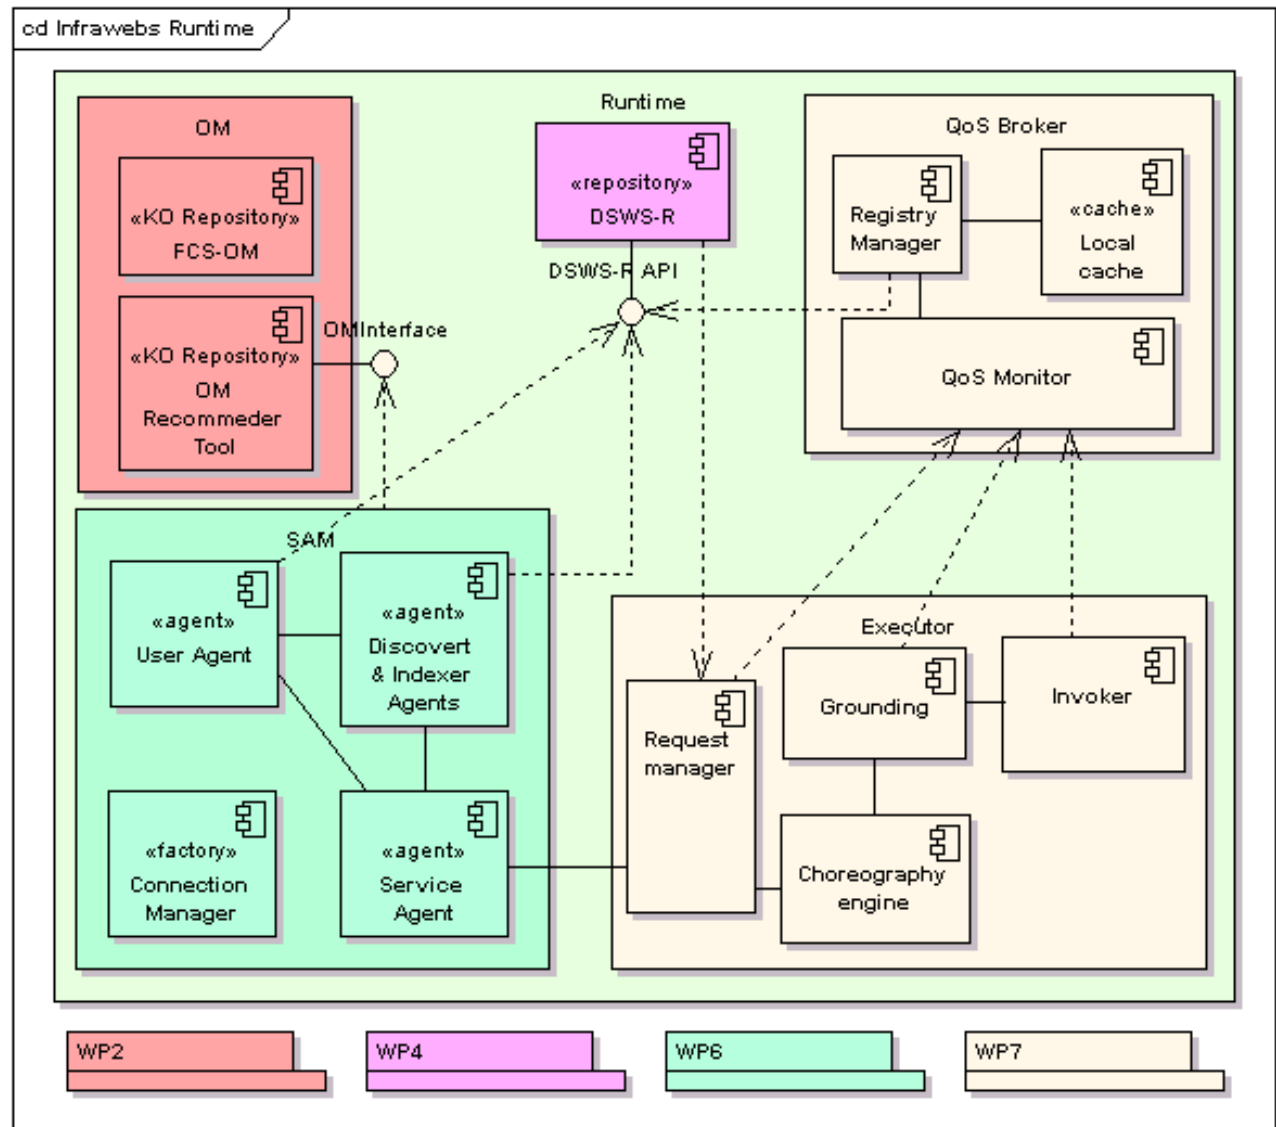 cd Infrawebs Runtime
Runtime
OM
«KO Repository»
FCS-OM
«KO Repository»
OM
Recommeder
Tool
OMInterface
«repository»
DSWS-R
DSWS-R API
QoS Broker
Registry
Manager
«cache»
Local
cache
QoS Monitor
SAM
«agent»
User Agent
«agent»
Discovert
& Indexer
Agents
«factory»
Connection
Manager
«agent»
Service
Agent
Executor
Request
manager
Grounding
Invoker
Choreography
engine
WP2
WP4
WP6
WP7